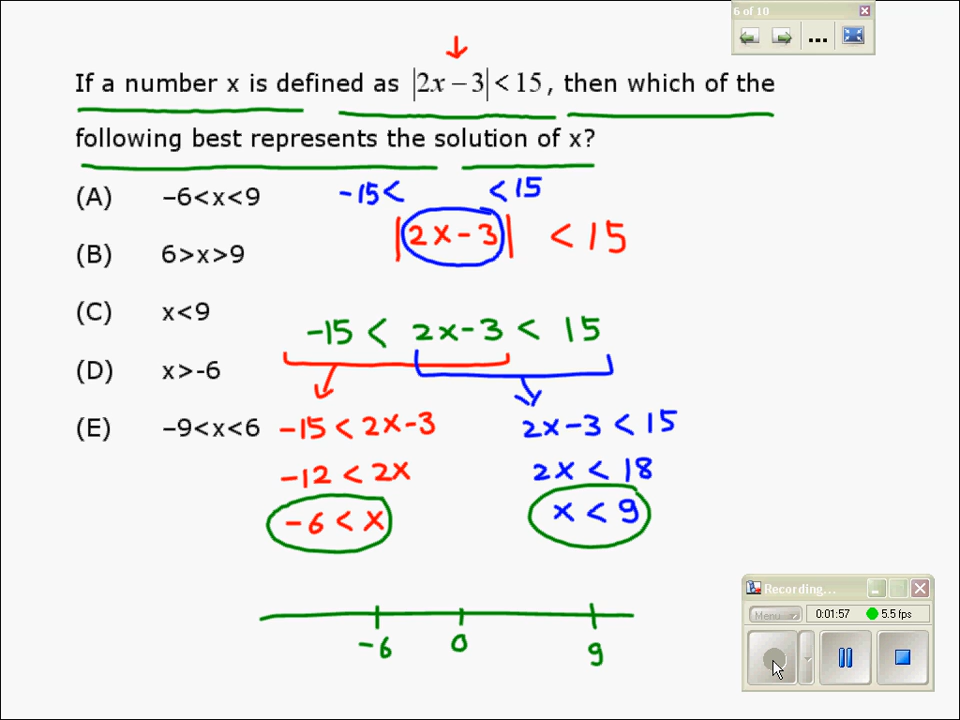 6 of 10
If a number x is defined as |2x − 3| < 15, then which of the
following best represents the solution of x?
(A) –6<x<9
(B) 6>x>9
(C) x<9
(D) x>-6
(E) –9<x<6
-15 < < 15
|2x-3| < 15
-15 < 2x-3 < 15
-15 < 2x-3
2x-3 < 15
-12 < 2x
2x < 18
-6 < x
x < 9
-6 0 9
Recording...
Menu 0:01:57 5.5 fps